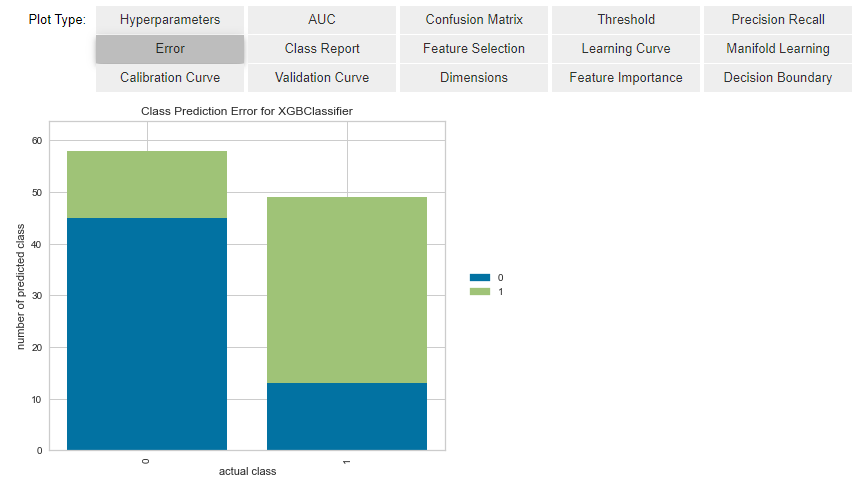 Plot Type: Hyperparameters AUC Confusion Matrix Threshold Precision Recall
Error Class Report Feature Selection Learning Curve Manifold Learning
Calibration Curve Validation Curve Dimensions Feature Importance Decision Boundary
Class Prediction Error for XGBClassifier
60
50
40
30
20
10
0
number of predicted class
0
1
actual class
0
1